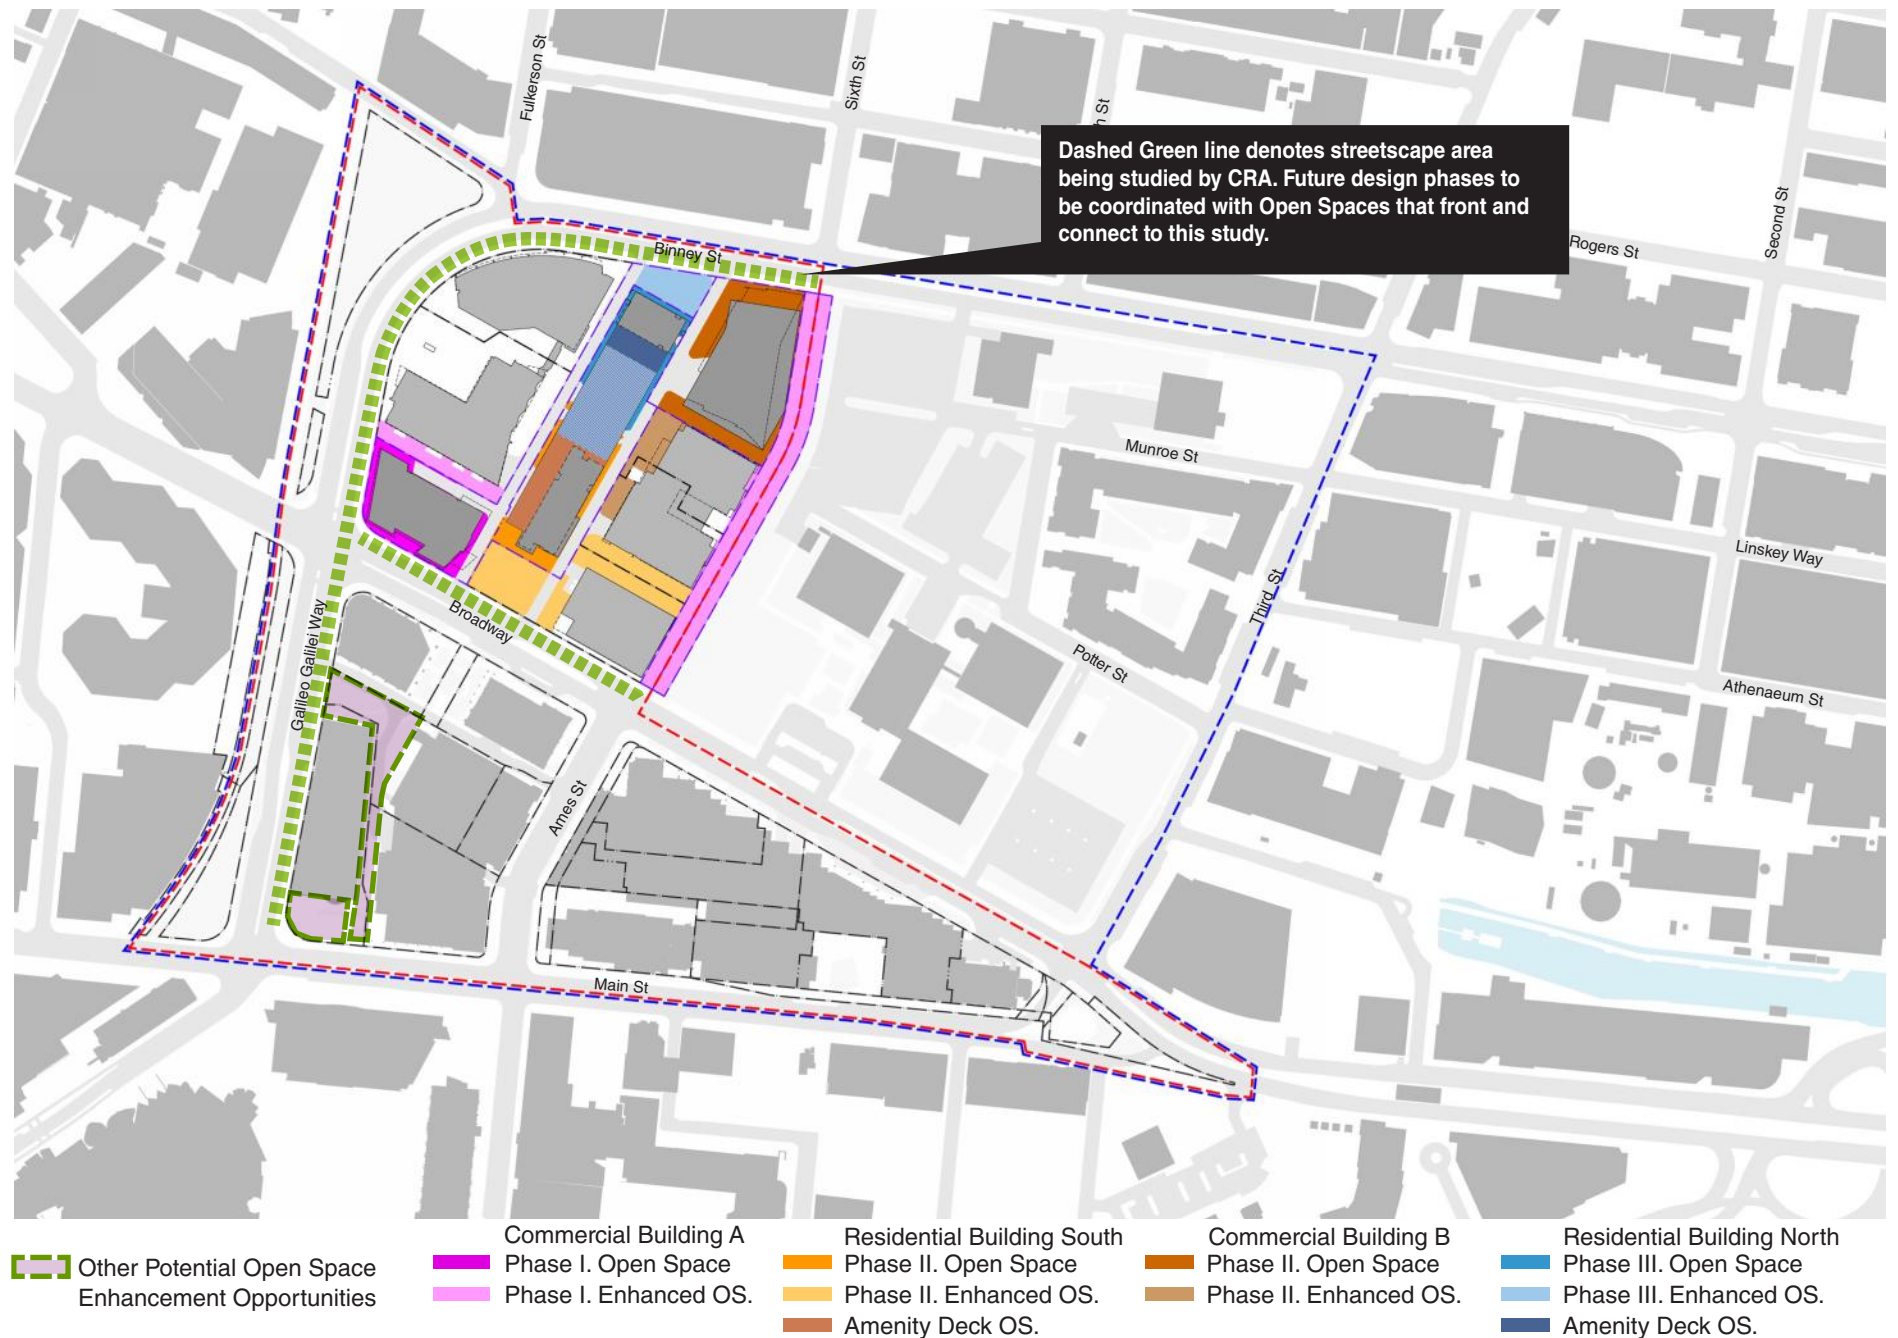 Fulkerson St
Sixth St
h St
Dashed Green line denotes streetscape area
being studied by CRA. Future design phases to
be coordinated with Open Spaces that front and
connect to this study.
Second St
Rogers St
Binney St
Munroe St
Linskey Way
Third St
Broadway
Galileo Galilei Way
Potter St
Athenaeum St
Ames St
Main St
Other Potential Open Space
Enhancement Opportunities
Commercial Building A
Phase I. Open Space
Phase I. Enhanced OS.
Residential Building South
Phase II. Open Space
Phase II. Enhanced OS.
Amenity Deck OS.
Commercial Building B
Phase II. Open Space
Phase II. Enhanced OS.
Residential Building North
Phase III. Open Space
Phase III. Enhanced OS.
Amenity Deck OS.